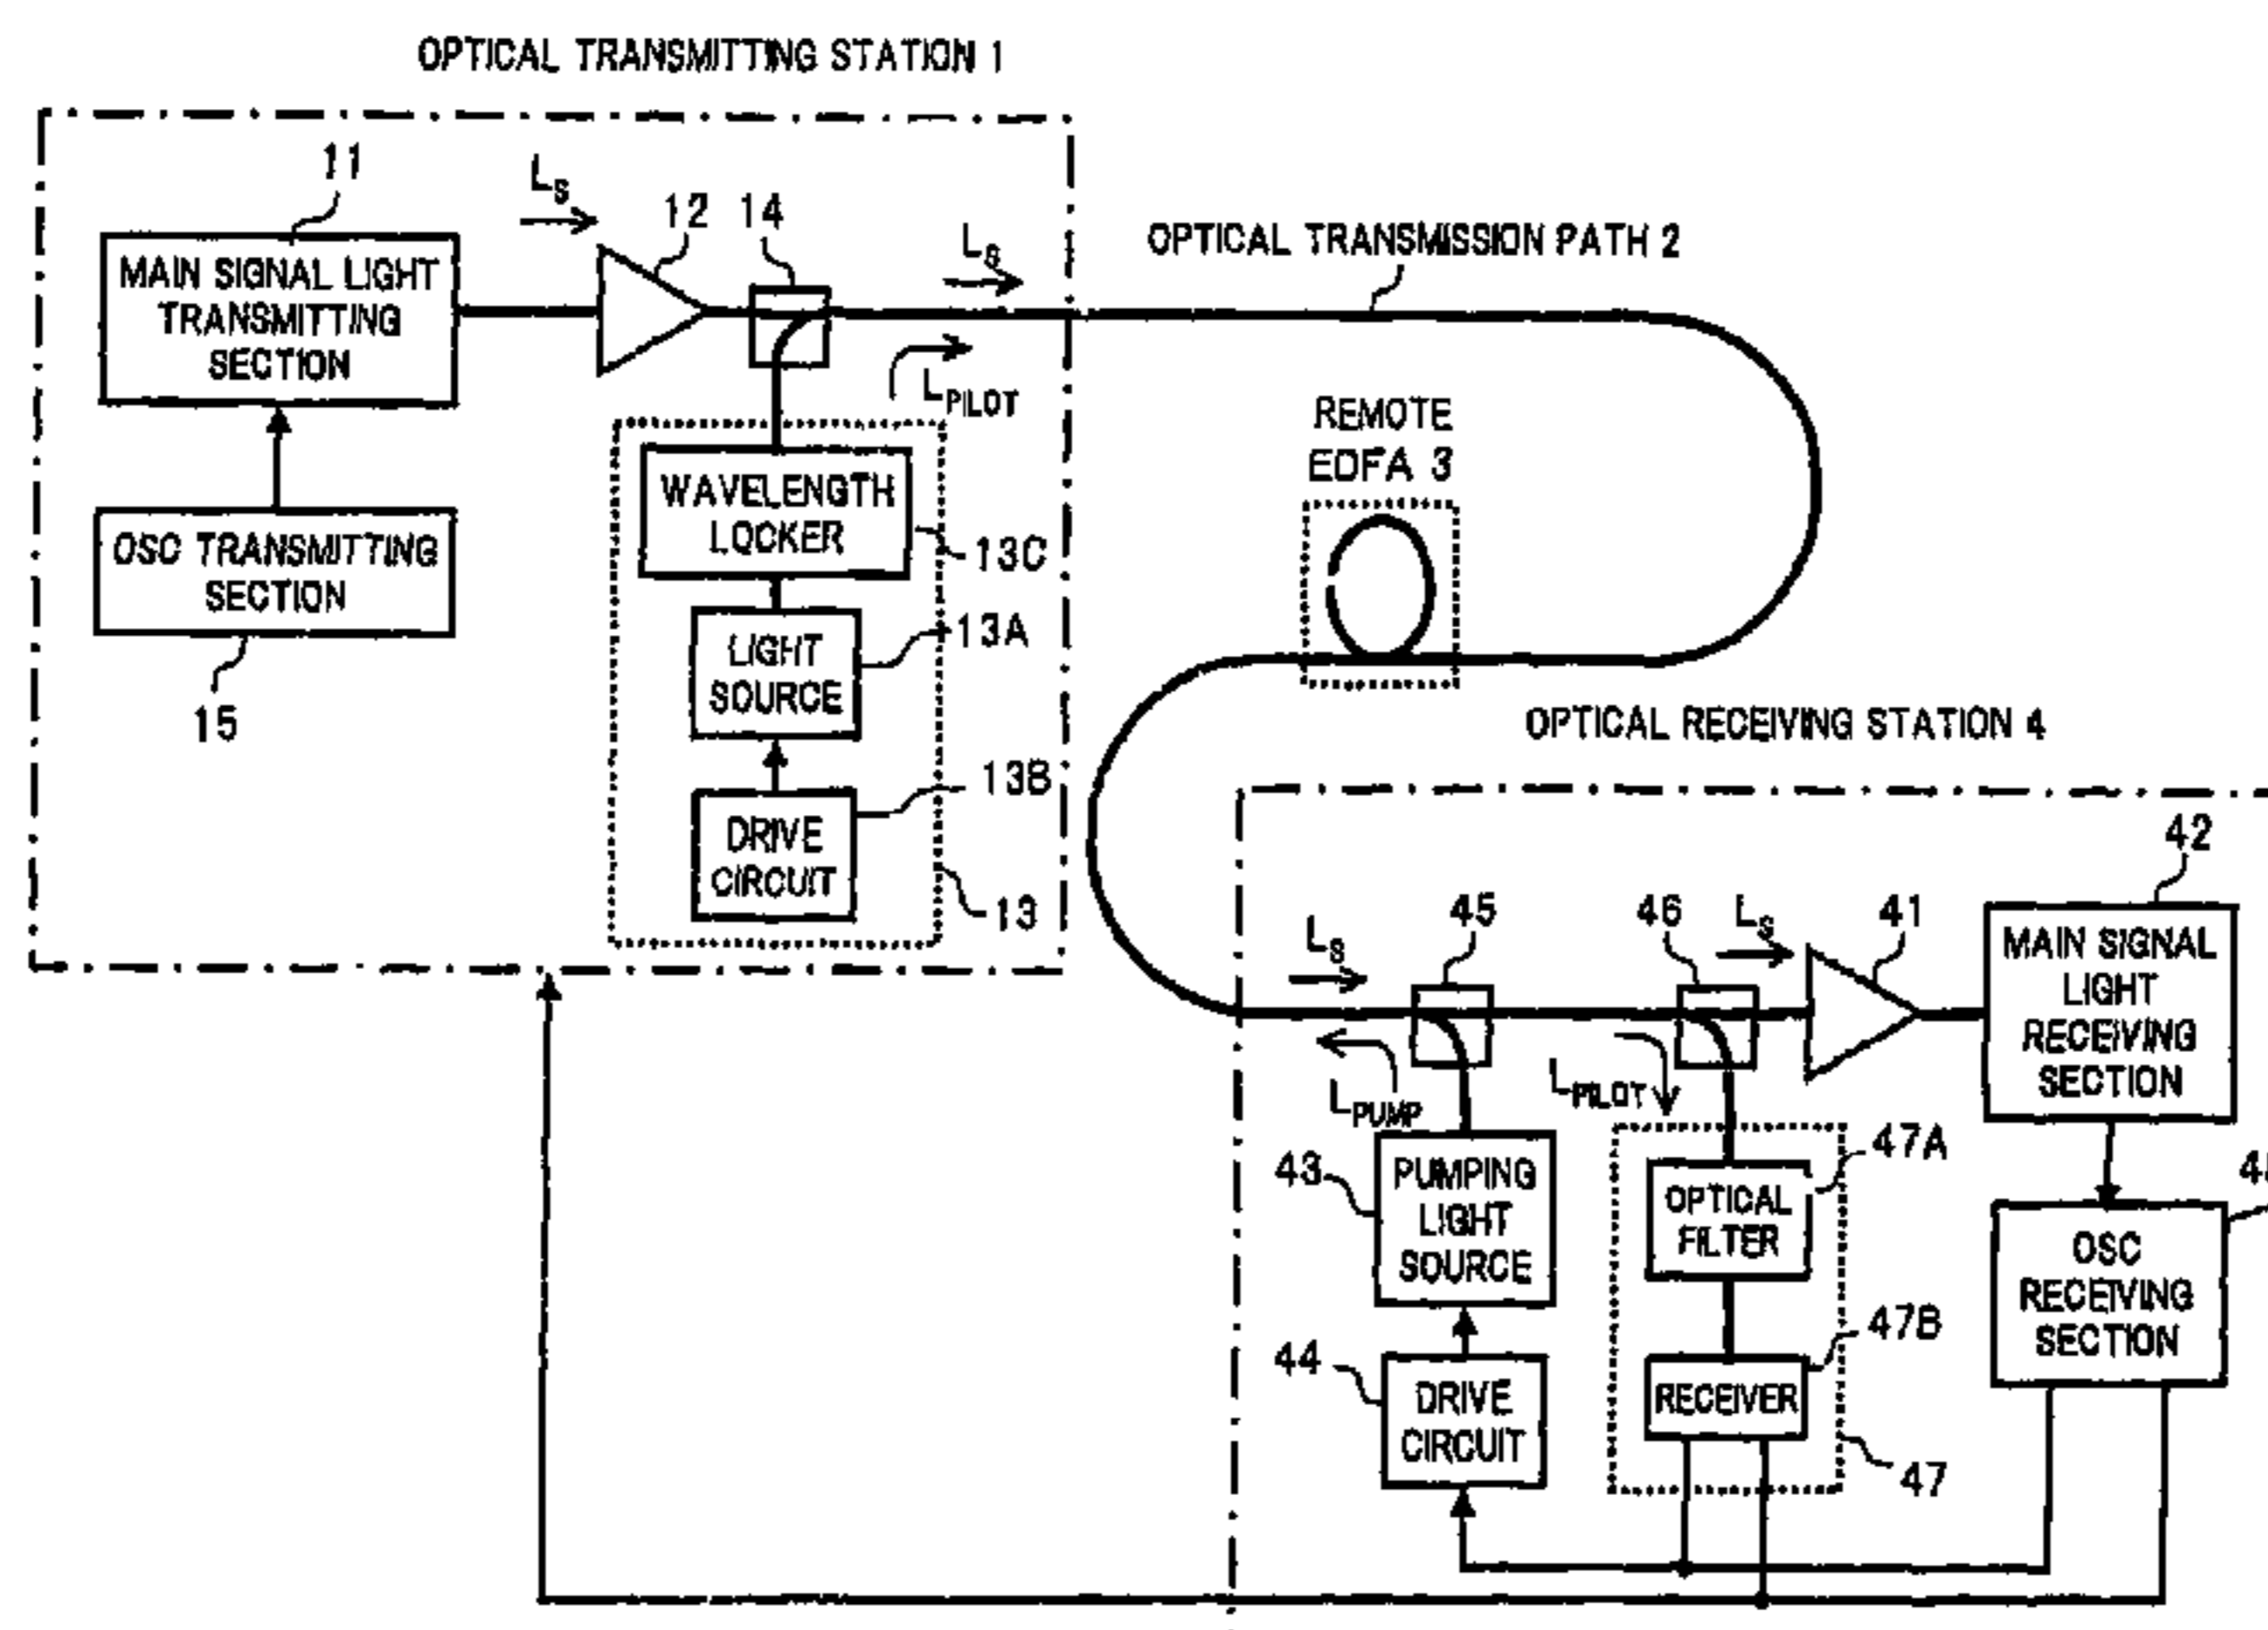 OPTICAL TRANSMITTING STATION 1
11
LS
12
14
LS
OPTICAL TRANSMISSION PATH 2
MAIN SIGNAL LIGHT
TRANSMITTING
SECTION
LPILOT
REMOTE
EDFA 3
WAVELENGTH
LOCKER
13C
OSC TRANSMITTING
SECTION
15
LIGHT
SOURCE
13A
OPTICAL RECEIVING STATION 4
DRIVE
CIRCUIT
13B
13
42
LS
45
46
LS
41
MAIN SIGNAL
LIGHT
RECEIVING
SECTION
LPUMP
LPILOT
43
PUMPING
LIGHT
SOURCE
47A
OPTICAL
FILTER
OSC
RECEIVING
SECTION
44
DRIVE
CIRCUIT
47B
RECEIVER
47